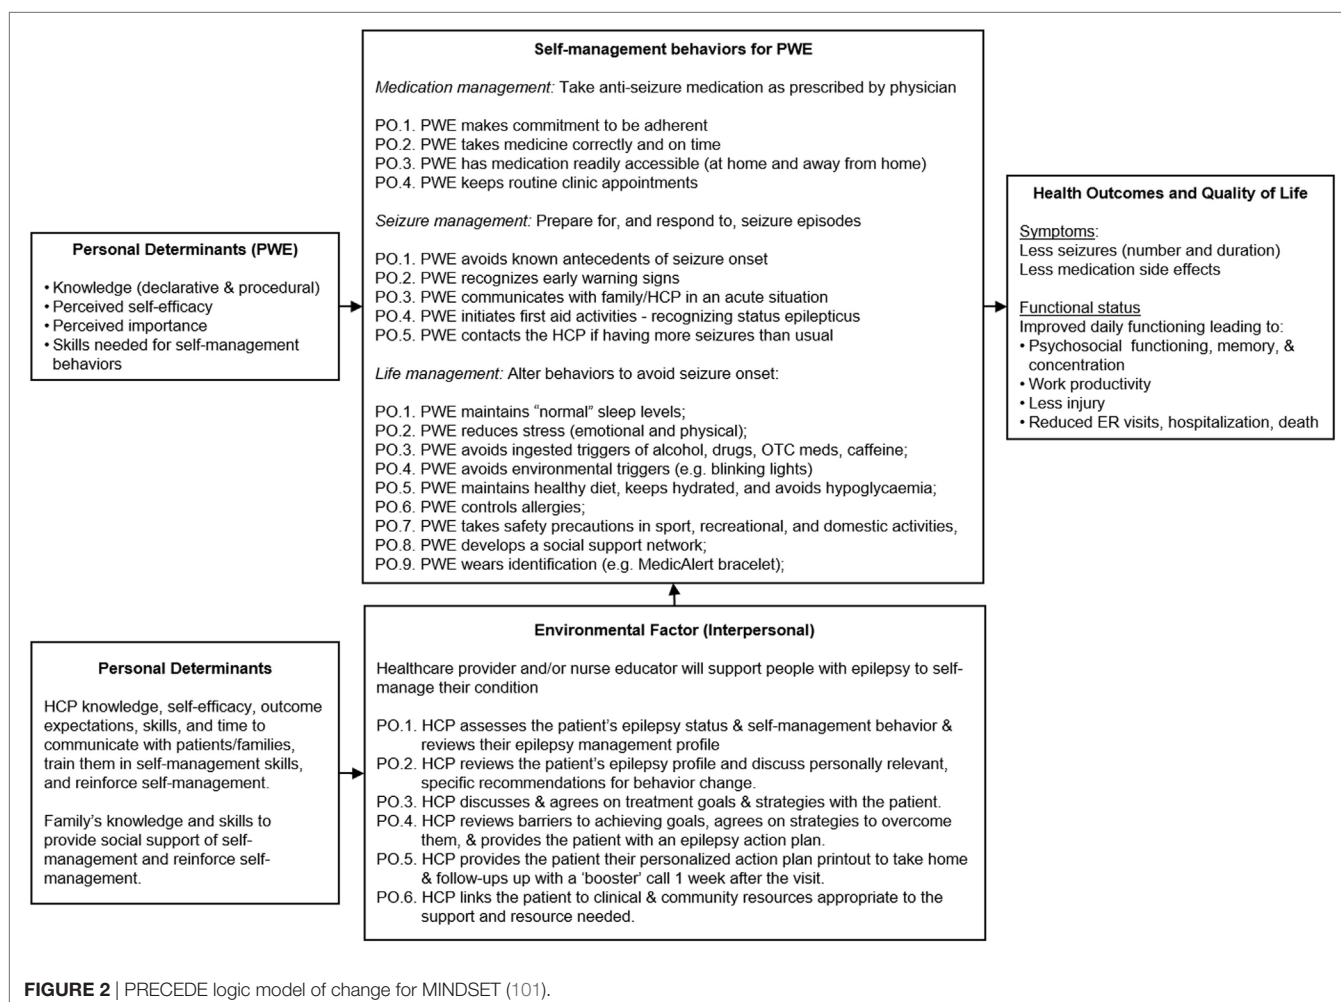 Self-management behaviors for PWE
Medication management: Take anti-seizure medication as prescribed by physician
PO.1. PWE makes commitment to be adherent
PO.2. PWE takes medicine correctly and on time
PO.3. PWE has medication readily accessible (at home and away from home)
PO.4. PWE keeps routine clinic appointments
Seizure management: Prepare for, and respond to, seizure episodes
PO.1. PWE avoids known antecedents of seizure onset
PO.2. PWE recognizes early warning signs
PO.3. PWE communicates with family/HCP in an acute situation
PO.4. PWE initiates first aid activities - recognizing status epilepticus
PO.5. PWE contacts the HCP if having more seizures than usual
Life management: Alter behaviors to avoid seizure onset:
PO.1. PWE maintains “normal” sleep levels;
PO.2. PWE reduces stress (emotional and physical);
PO.3. PWE avoids ingested triggers of alcohol, drugs, OTC meds, caffeine;
PO.4. PWE avoids environmental triggers (e.g. blinking lights)
PO.5. PWE maintains healthy diet, keeps hydrated, and avoids hypoglycaemia;
PO.6. PWE controls allergies;
PO.7. PWE takes safety precautions in sport, recreational, and domestic activities,
PO.8. PWE develops a social support network;
PO.9. PWE wears identification (e.g. MedicAlert bracelet);
Personal Determinants (PWE)
• Knowledge (declarative & procedural)
• Perceived self-efficacy
• Perceived importance
• Skills needed for self-management
behaviors
Health Outcomes and Quality of Life
Symptoms:
Less seizures (number and duration)
Less medication side effects
Functional status
Improved daily functioning leading to:
• Psychosocial functioning, memory, &
concentration
• Work productivity
• Less injury
• Reduced ER visits, hospitalization, death
Personal Determinants
HCP knowledge, self-efficacy, outcome
expectations, skills, and time to
communicate with patients/families,
train them in self-management skills,
and reinforce self-management.
Family’s knowledge and skills to
provide social support of self-
management and reinforce self-
management.
Environmental Factor (Interpersonal)
Healthcare provider and/or nurse educator will support people with epilepsy to self-
manage their condition
PO.1. HCP assesses the patient’s epilepsy status & self-management behavior &
reviews their epilepsy management profile
PO.2. HCP reviews the patient’s epilepsy profile and discuss personally relevant,
specific recommendations for behavior change.
PO.3. HCP discusses & agrees on treatment goals & strategies with the patient.
PO.4. HCP reviews barriers to achieving goals, agrees on strategies to overcome
them, & provides the patient with an epilepsy action plan.
PO.5. HCP provides the patient their personalized action plan printout to take home
& follow-ups up with a ‘booster’ call 1 week after the visit.
PO.6. HCP links the patient to clinical & community resources appropriate to the
support and resource needed.
FIGURE 2 | PRECEDE logic model of change for MINDSET (101).